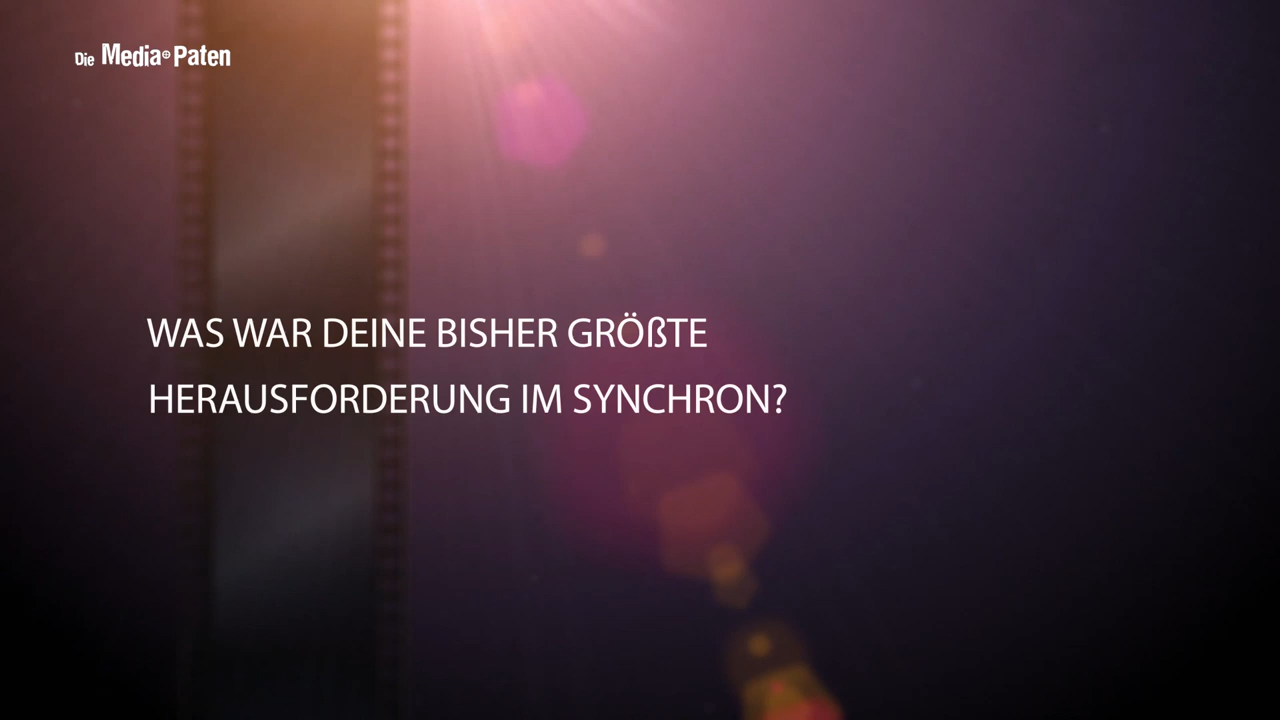 Die Media Paten
WAS WAR DEINE BISHER GRÖßTE
HERAUSFORDERUNG IM SYNCHRON?